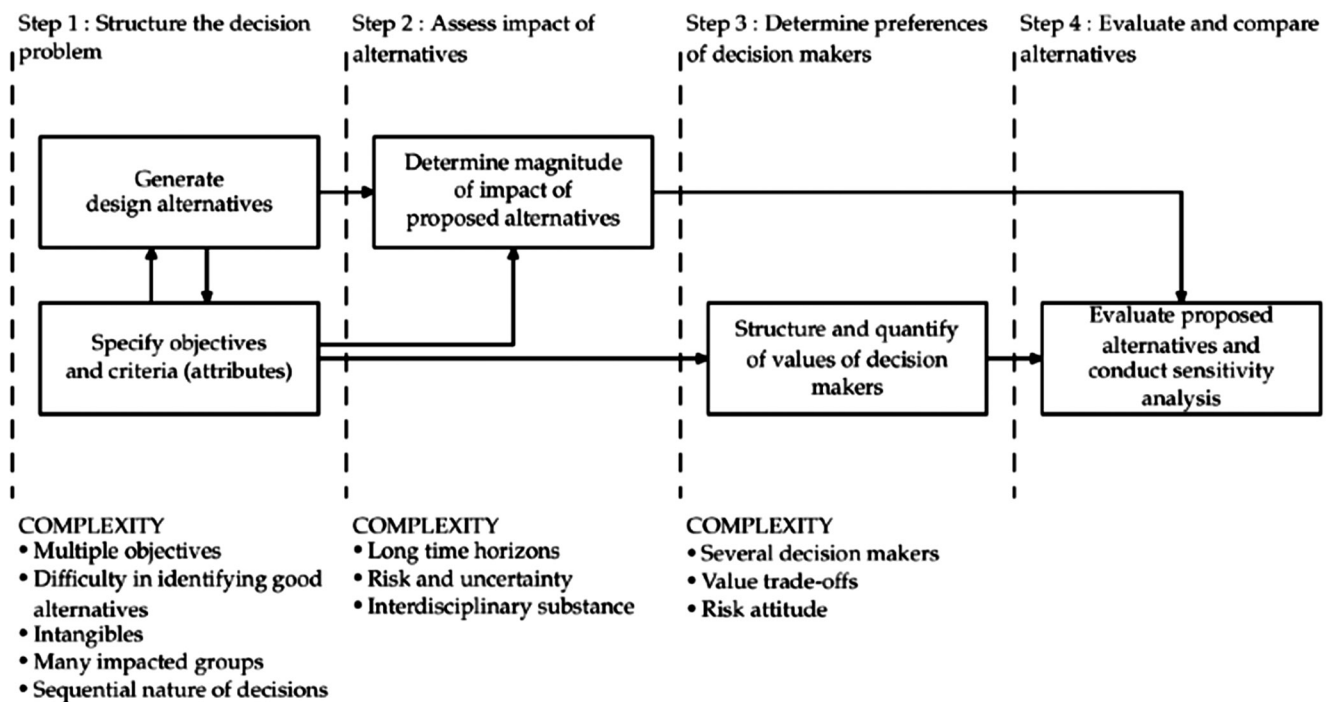 Step 1 : Structure the decision
problem
Step 2 : Assess impact of
alternatives
Step 3 : Determine preferences
of decision makers
Step 4 : Evaluate and compare
alternatives
Generate
design alternatives
Determine magnitude
of impact of
proposed alternatives
Specify objectives
and criteria (attributes)
Structure and quantify
of values of decision
makers
Evaluate proposed
alternatives and
conduct sensitivity
analysis
COMPLEXITY
• Multiple objectives
• Difficulty in identifying good
alternatives
• Intangibles
• Many impacted groups
• Sequential nature of decisions
COMPLEXITY
• Long time horizons
• Risk and uncertainty
• Interdisciplinary substance
COMPLEXITY
• Several decision makers
• Value trade-offs
• Risk attitude